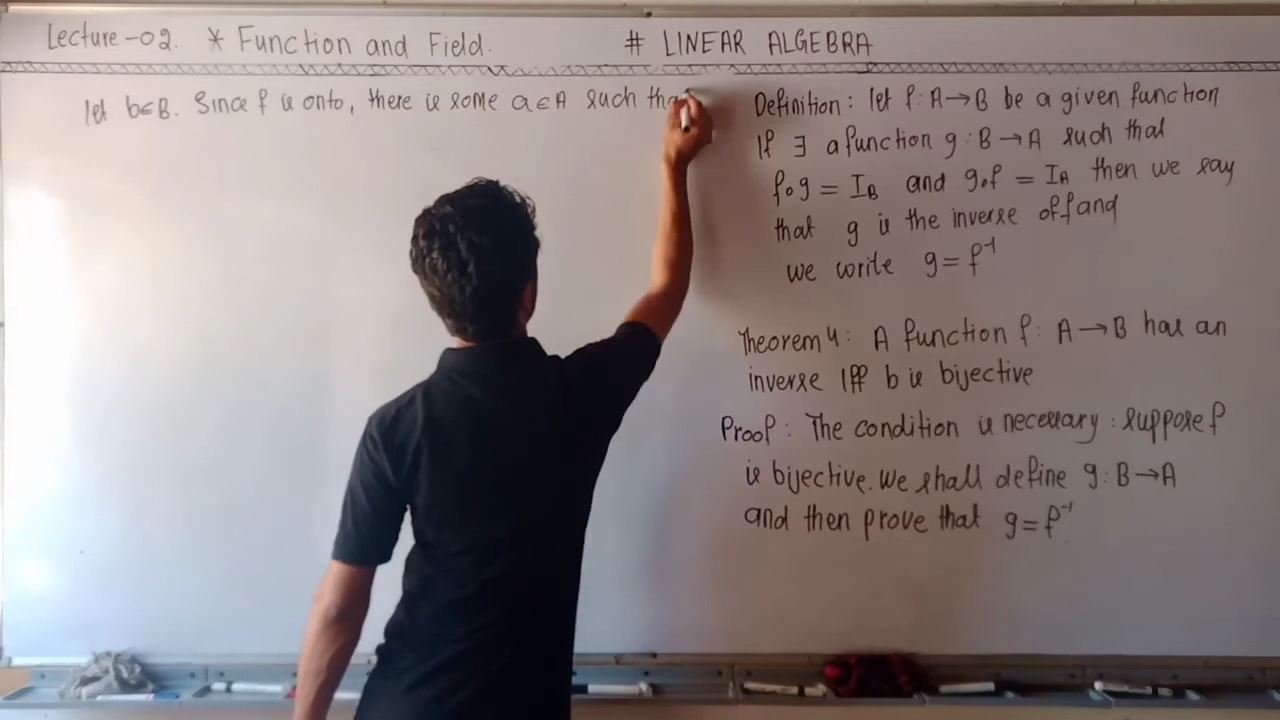 Lecture-02. * Function and Field.
# LINEAR ALGEBRA
let b∈B. Since f is onto, there is some a∈A such tha
Definition: let f: A→B be a given function
If ∃ a function g: B→A such that
f∘g = I_B and g∘f = I_A then we say
that g is the inverse of f and
we write g = f⁻¹
Theorem 4: A function f: A→B has an
inverse Iff b is bijective
Proof: The condition is necessary: suppose f
is bijective. We shall define g: B→A
and then prove that g = f⁻¹